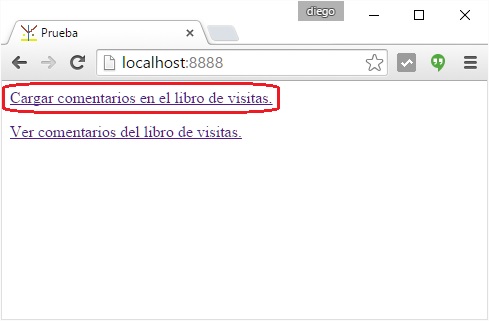 diego
Prueba
localhost:8888
Cargar comentarios en el libro de visitas.
Ver comentarios del libro de visitas.